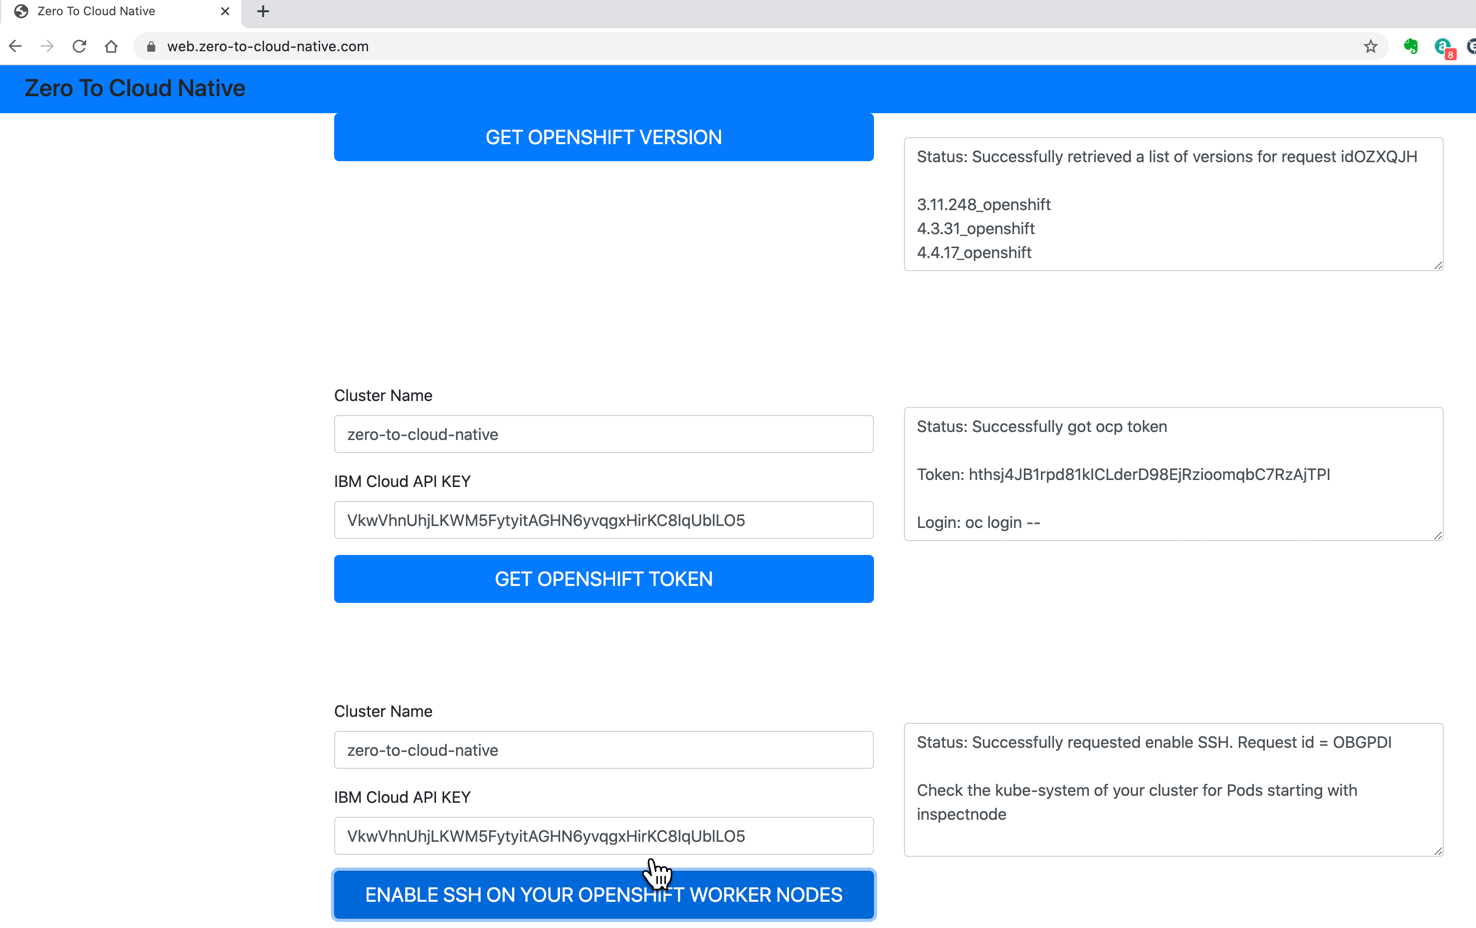 Zero To Cloud Native
web.zero-to-cloud-native.com
8
Zero To Cloud Native
GET OPENSHIFT VERSION
Status: Successfully retrieved a list of versions for request idOZXQJH
3.11.248_openshift
4.3.31_openshift
4.4.17_openshift
Cluster Name
zero-to-cloud-native
IBM Cloud API KEY
VkwVhnUhjLKWM5FytyitAGHN6yvqgxHirKC8lqUblLO5
GET OPENSHIFT TOKEN
Status: Successfully got ocp token
Token: hthsj4JB1rpd81kICLderD98EjRzioomqbC7RzAjTPI
Login: oc login --
Cluster Name
zero-to-cloud-native
IBM Cloud API KEY
VkwVhnUhjLKWM5FytyitAGHN6yvqgxHirKC8lqUblLO5
ENABLE SSH ON YOUR OPENSHIFT WORKER NODES
Status: Successfully requested enable SSH. Request id = OBGPDI
Check the kube-system of your cluster for Pods starting with
inspectnode